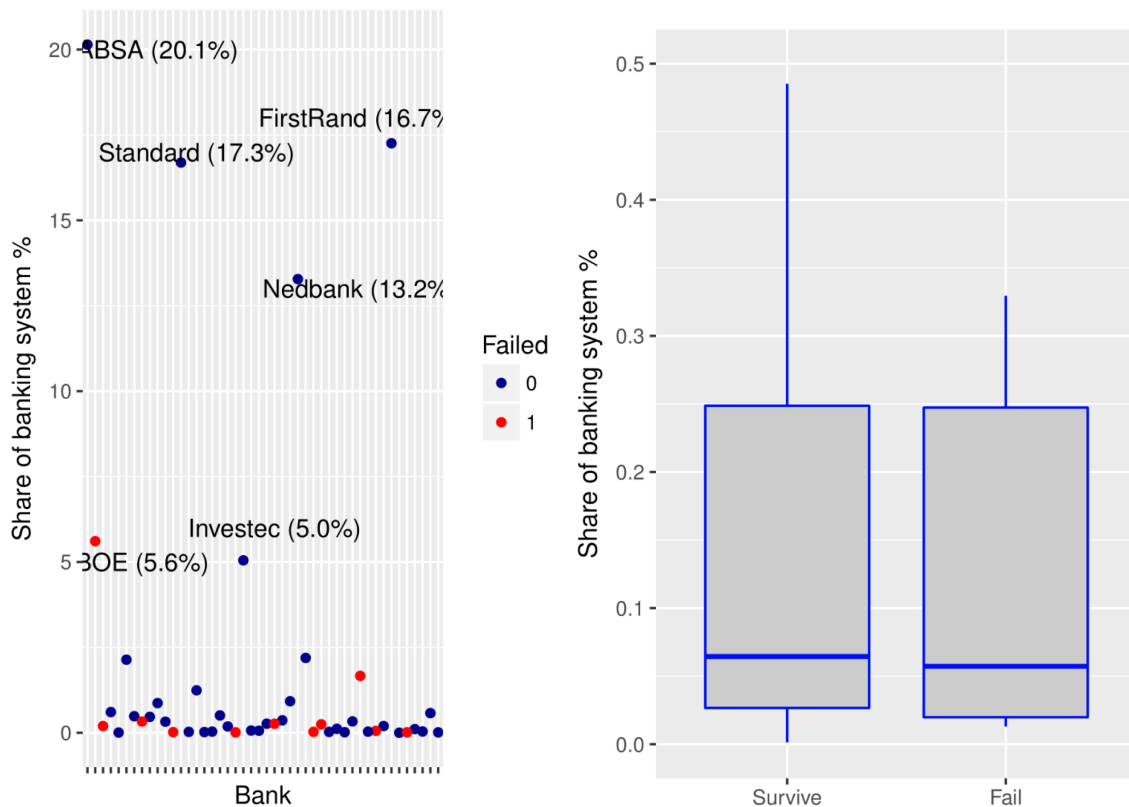 20
15
10
5
0
Share of banking system %
ABSA (20.1%)
FirstRand (16.7%
Standard (17.3%)
Nedbank (13.2%
Investec (5.0%)
BOE (5.6%)
Bank
Failed
0
1
0.5
0.4
0.3
0.2
0.1
0.0
Share of banking system %
Survive
Fail